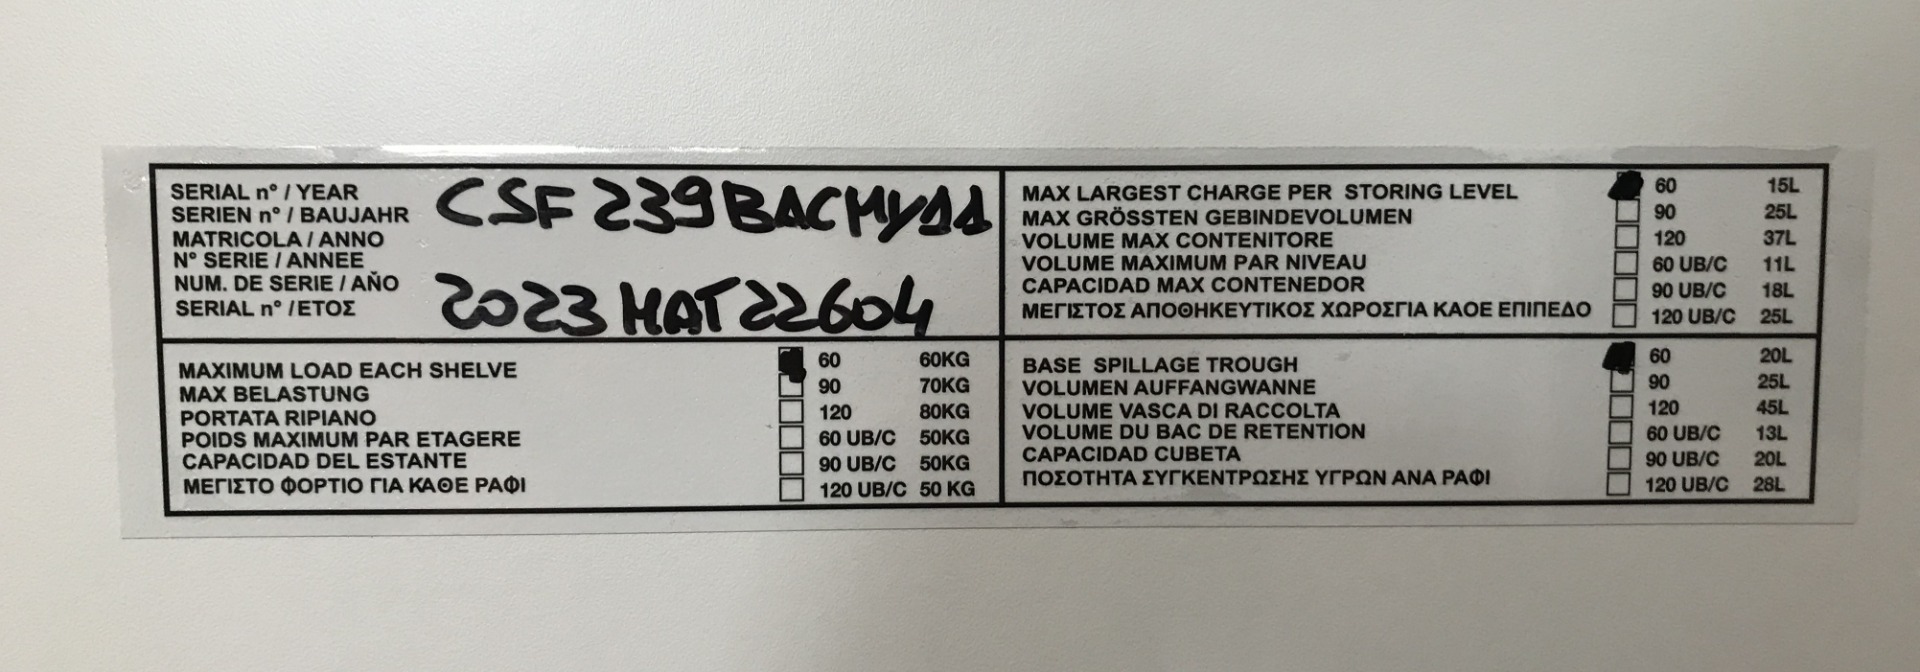 SERIAL n° / YEAR
SERIEN n° / BAUJAHR
MATRICOLA / ANNO
N° SERIE / ANNEE
NUM. DE SERIE / AŇO
SERIAL n° /ΕΤΟΣ
CSF 239BACMY11
2023 MAT22604
MAX LARGEST CHARGE PER STORING LEVEL
MAX GRÖSSTEN GEBINDEVOLUMEN
VOLUME MAX CONTENITORE
VOLUME MAXIMUM PAR NIVEAU
CAPACIDAD MAX CONTENEDOR
ΜΕΓΙΣΤΟΣ ΑΠΟΘΗΚΕΥΤΙΚΟΣ ΧΩΡΟΣΓΙΑ ΚΑΟΕ ΕΠΙΠΕΔΟ
60 15L
90 25L
120 37L
60 UB/C 11L
90 UB/C 18L
120 UB/C 25L
MAXIMUM LOAD EACH SHELVE
MAX BELASTUNG
PORTATA RIPIANO
POIDS MAXIMUM PAR ETAGERE
CAPACIDAD DEL ESTANTE
ΜΕΓΙΣΤΟ ΦΟΡΤΙΟ ΓΙΑ ΚΑΘΕ ΡΑΦΙ
60 60KG
90 70KG
120 80KG
60 UB/C 50KG
90 UB/C 50KG
120 UB/C 50 KG
BASE SPILLAGE TROUGH
VOLUMEN AUFFANGWANNE
VOLUME VASCA DI RACCOLTA
VOLUME DU BAC DE RETENTION
CAPACIDAD CUBETA
ΠΟΣΟΤΗΤΑ ΣΥΓΚΕΝΤΡΩΣΗΣ ΥΓΡΩΝ ΑΝΑ ΡΑΦΙ
60 20L
90 25L
120 45L
60 UB/C 13L
90 UB/C 20L
120 UB/C 28L